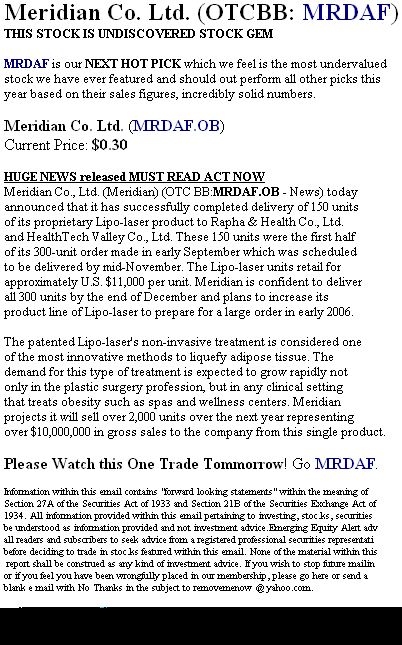 Meridian Co. Ltd. (OTCBB: MRDAF)
THIS STOCK IS UNDISCOVERED STOCK GEM
MRDAF is our NEXT HOT PICK which we feel is the most undervalued
stock we have ever featured and should out perform all other picks this
year based on their sales figures, incredibly solid numbers.
Meridian Co. Ltd. (MRDAF.OB)
Current Price: $0.30
HUGE NEWS released MUST READ ACT NOW
Meridian Co., Ltd. (Meridian) (OTC BB:MRDAF.OB - News) today
announced that it has successfully completed delivery of 150 units
of its proprietary Lipo-laser product to Rapha & Health Co., Ltd.
and HealthTech Valley Co., Ltd. These 150 units were the first half
of its 300-unit order made in early September which was scheduled
to be delivered by mid-November. The Lipo-laser units retail for
approximately U.S. $11,000 per unit. Meridian is confident to deliver
all 300 units by the end of December and plans to increase its
product line of Lipo-laser to prepare for a large order in early 2006.
The patented Lipo-laser's non-invasive treatment is considered one
of the most innovative methods to liquefy adipose tissue. The
demand for this type of treatment is expected to grow rapidly not
only in the plastic surgery profession, but in any clinical setting
that treats obesity such as spas and wellness centers. Meridian
projects it will sell over 2,000 units over the next year representing
over $10,000,000 in gross sales to the company from this single product.
Please Watch this One Trade Tommorrow! Go MRDAF.
Information within this email contains "forward looking statements" within the meaning of
Section 27A of the Securities Act of 1933 and Section 21B of the Securities Exchange Act of
1934. All information provided within this email pertaining to investing, stoc.ks, securities
be understood as information provided and not investment advice.Emerging Equity Alert adv
all readers and subscribers to seek advice from a registered professional securities representati
before deciding to trade in stoc.ks featured within this email. None of the material within this
report shall be construed as any kind of investment advice. If you wish to stop future mailin
or if you feel you have been wrongfully placed in our membership, please go here or send a
blank e mail with No Thanks in the subject to removemenow @ yahoo.com.